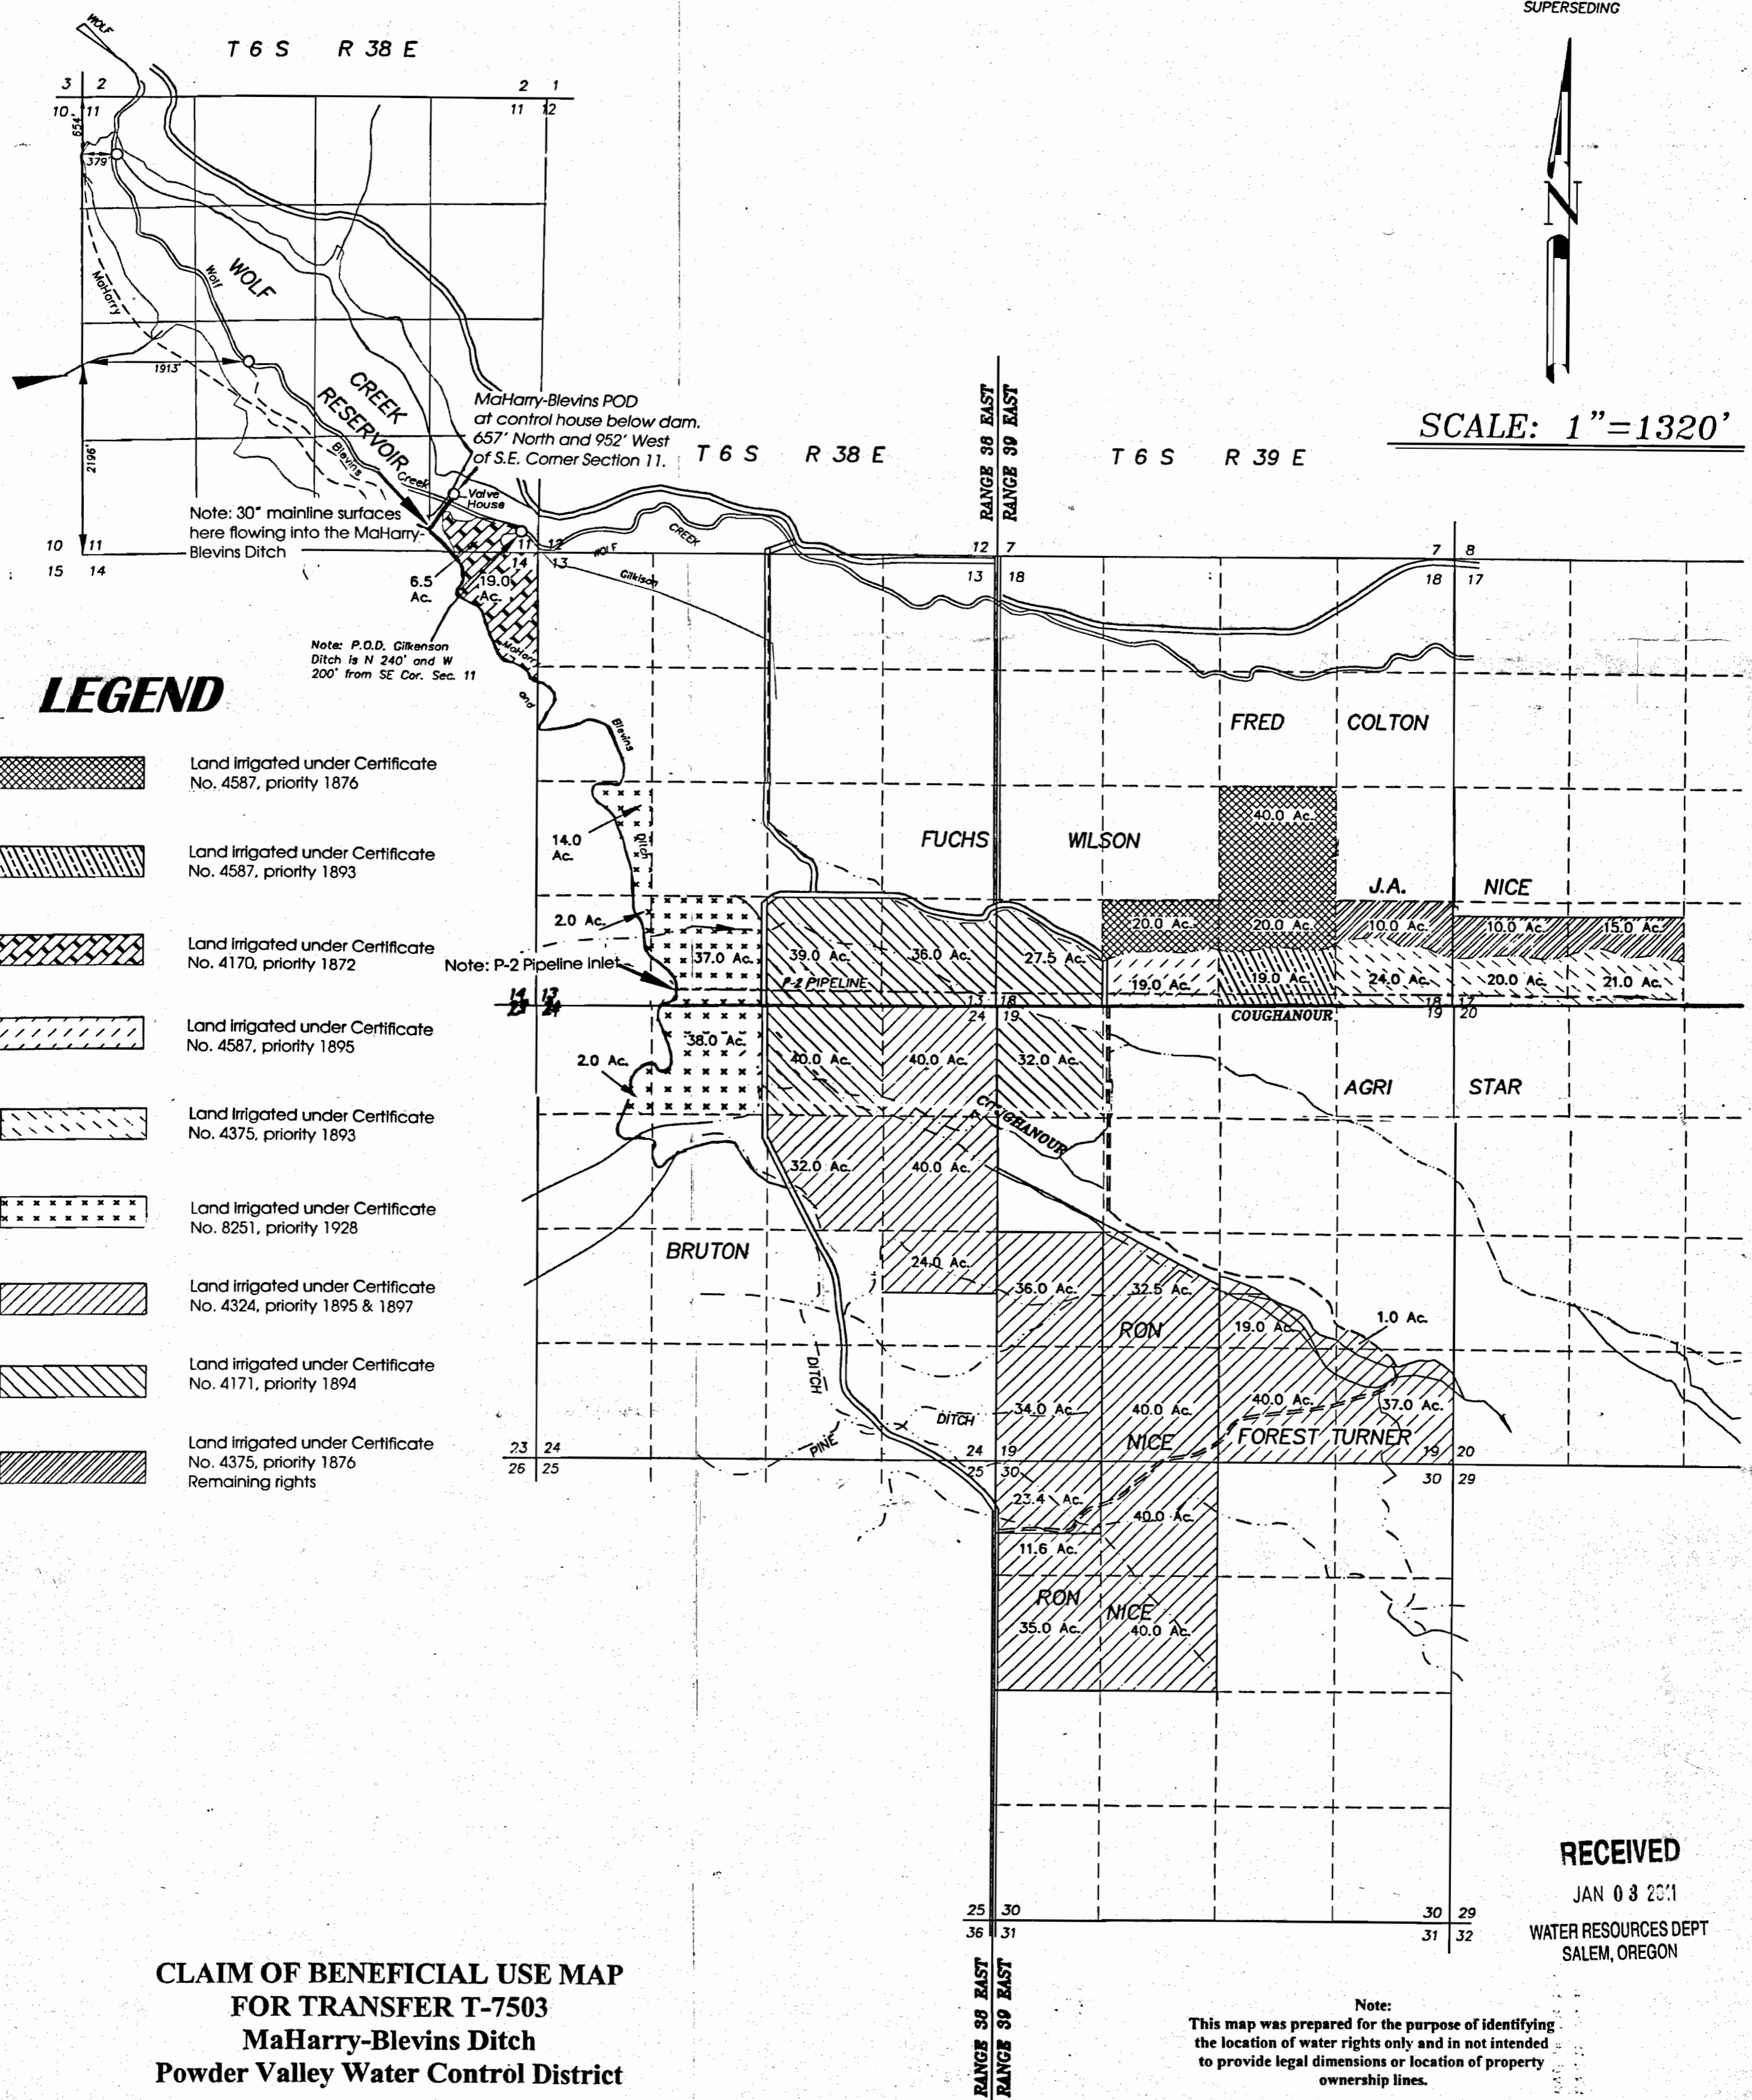 SUPERSEDING
WOLF
T 6 S R 38 E
3 2
2 1
10 11
11 12
654'
379'
N
MaHarry
Wolf
WOLF
1913'
CREEK
RESERVOIR
2196'
Blevins
Creek
MaHarry-Blevins POD
at control house below dam.
657' North and 952' West
of S.E. Corner Section 11.
T 6 S R 38 E
RANGE 38 EAST
RANGE 39 EAST
T 6 S R 39 E
SCALE: 1"=1320'
Valve
House
Note: 30" mainline surfaces
here flowing into the MaHarry-
Blevins Ditch
10 11
15 14
11 12
14 13
WOLF
CREEK
Gilkison
12 7
13 18
7 8
18 17
6.5
Ac.
19.0
Ac.
Note: P.O.D. Gilkenson
Ditch is N 240' and W
200' from SE Cor. Sec. 11
MaHarry
and
Blevins
Ditch
LEGEND
Land irrigated under Certificate
No. 4587, priority 1876
Land irrigated under Certificate
No. 4587, priority 1893
Land irrigated under Certificate
No. 4170, priority 1872
Land irrigated under Certificate
No. 4587, priority 1895
Land Irrigated under Certificate
No. 4375, priority 1893
Land irrigated under Certificate
No. 8251, priority 1928
Land irrigated under Certificate
No. 4324, priority 1895 & 1897
Land irrigated under Certificate
No. 4171, priority 1894
Land irrigated under Certificate
No. 4375, priority 1876
Remaining rights
FRED COLTON
14.0
Ac.
FUCHS WILSON
40.0 Ac.
J.A. NICE
2.0 Ac.
20.0 Ac.
20.0 Ac.
10.0 Ac.
10.0 Ac.
15.0 Ac.
Note: P-2 Pipeline Inlet
37.0 Ac.
39.0 Ac.
36.0 Ac.
27.5 Ac.
P-2 PIPELINE
19.0 Ac.
19.0 Ac.
24.0 Ac.
20.0 Ac.
21.0 Ac.
14 13
23 24
13 18
24 19
COUGHANOUR
18 17
19 20
2.0 Ac.
38.0 Ac.
40.0 Ac.
40.0 Ac.
32.0 Ac.
AGRI STAR
COUGHANOUR
32.0 Ac.
40.0 Ac.
BRUTON
24.0 Ac.
36.0 Ac.
32.5 Ac.
RON
19.0 Ac.
1.0 Ac.
DITCH
DITCH
34.0 Ac.
40.0 Ac.
40.0 Ac.
37.0 Ac.
PINE
NICE
FOREST TURNER
23 24
26 25
24 19
25 30
19 20
30 29
23.4 Ac.
40.0 Ac.
11.6 Ac.
RON NICE
35.0 Ac.
40.0 Ac.
25 30
36 31
30 29
31 32
RANGE 38 EAST
RANGE 39 EAST
RECEIVED
JAN 03 2011
WATER RESOURCES DEPT
SALEM, OREGON
CLAIM OF BENEFICIAL USE MAP
FOR TRANSFER T-7503
MaHarry-Blevins Ditch
Powder Valley Water Control District
Note:
This map was prepared for the purpose of identifying
the location of water rights only and in not intended
to provide legal dimensions or location of property
ownership lines.